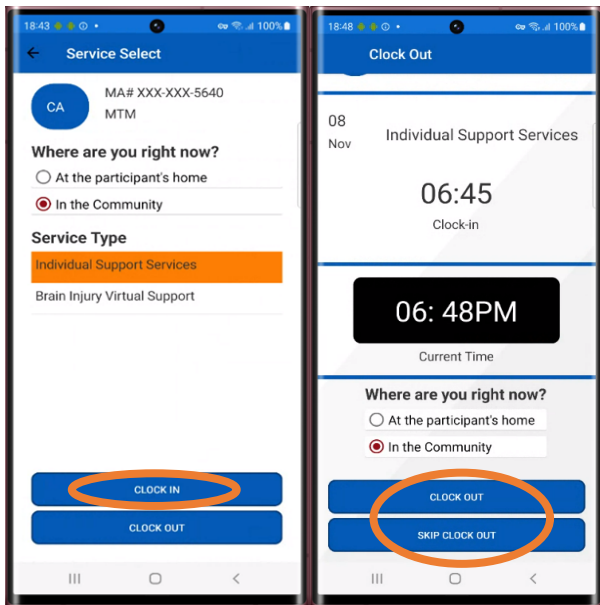 18:43
100%
Service Select
CA
MA# XXX-XXX-5640
MTM
Where are you right now?
At the participant's home
In the Community
Service Type
Individual Support Services
Brain Injury Virtual Support
CLOCK IN
CLOCK OUT
18:48
100%
Clock Out
08
Nov
Individual Support Services
06:45
Clock-in
06: 48PM
Current Time
Where are you right now?
At the participant's home
In the Community
CLOCK OUT
SKIP CLOCK OUT